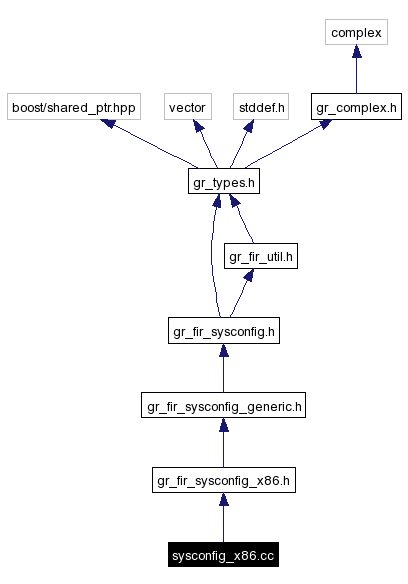 complex
boost/shared_ptr.hpp
vector
stddef.h
gr_complex.h
gr_types.h
gr_fir_util.h
gr_fir_sysconfig.h
gr_fir_sysconfig_generic.h
gr_fir_sysconfig_x86.h
sysconfig_x86.cc